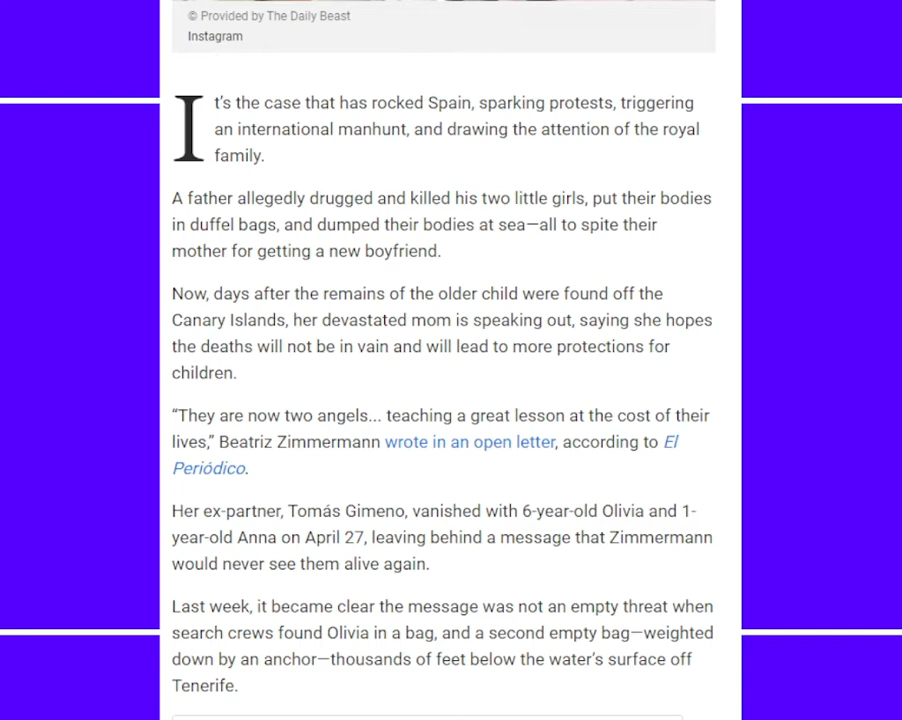 © Provided by The Daily Beast
Instagram
It's the case that has rocked Spain, sparking protests, triggering
an international manhunt, and drawing the attention of the royal
family.
A father allegedly drugged and killed his two little girls, put their bodies
in duffel bags, and dumped their bodies at sea—all to spite their
mother for getting a new boyfriend.
Now, days after the remains of the older child were found off the
Canary Islands, her devastated mom is speaking out, saying she hopes
the deaths will not be in vain and will lead to more protections for
children.
“They are now two angels... teaching a great lesson at the cost of their
lives,” Beatriz Zimmermann wrote in an open letter, according to El
Periódico.
Her ex-partner, Tomás Gimeno, vanished with 6-year-old Olivia and 1-
year-old Anna on April 27, leaving behind a message that Zimmermann
would never see them alive again.
Last week, it became clear the message was not an empty threat when
search crews found Olivia in a bag, and a second empty bag—weighted
down by an anchor—thousands of feet below the water's surface off
Tenerife.